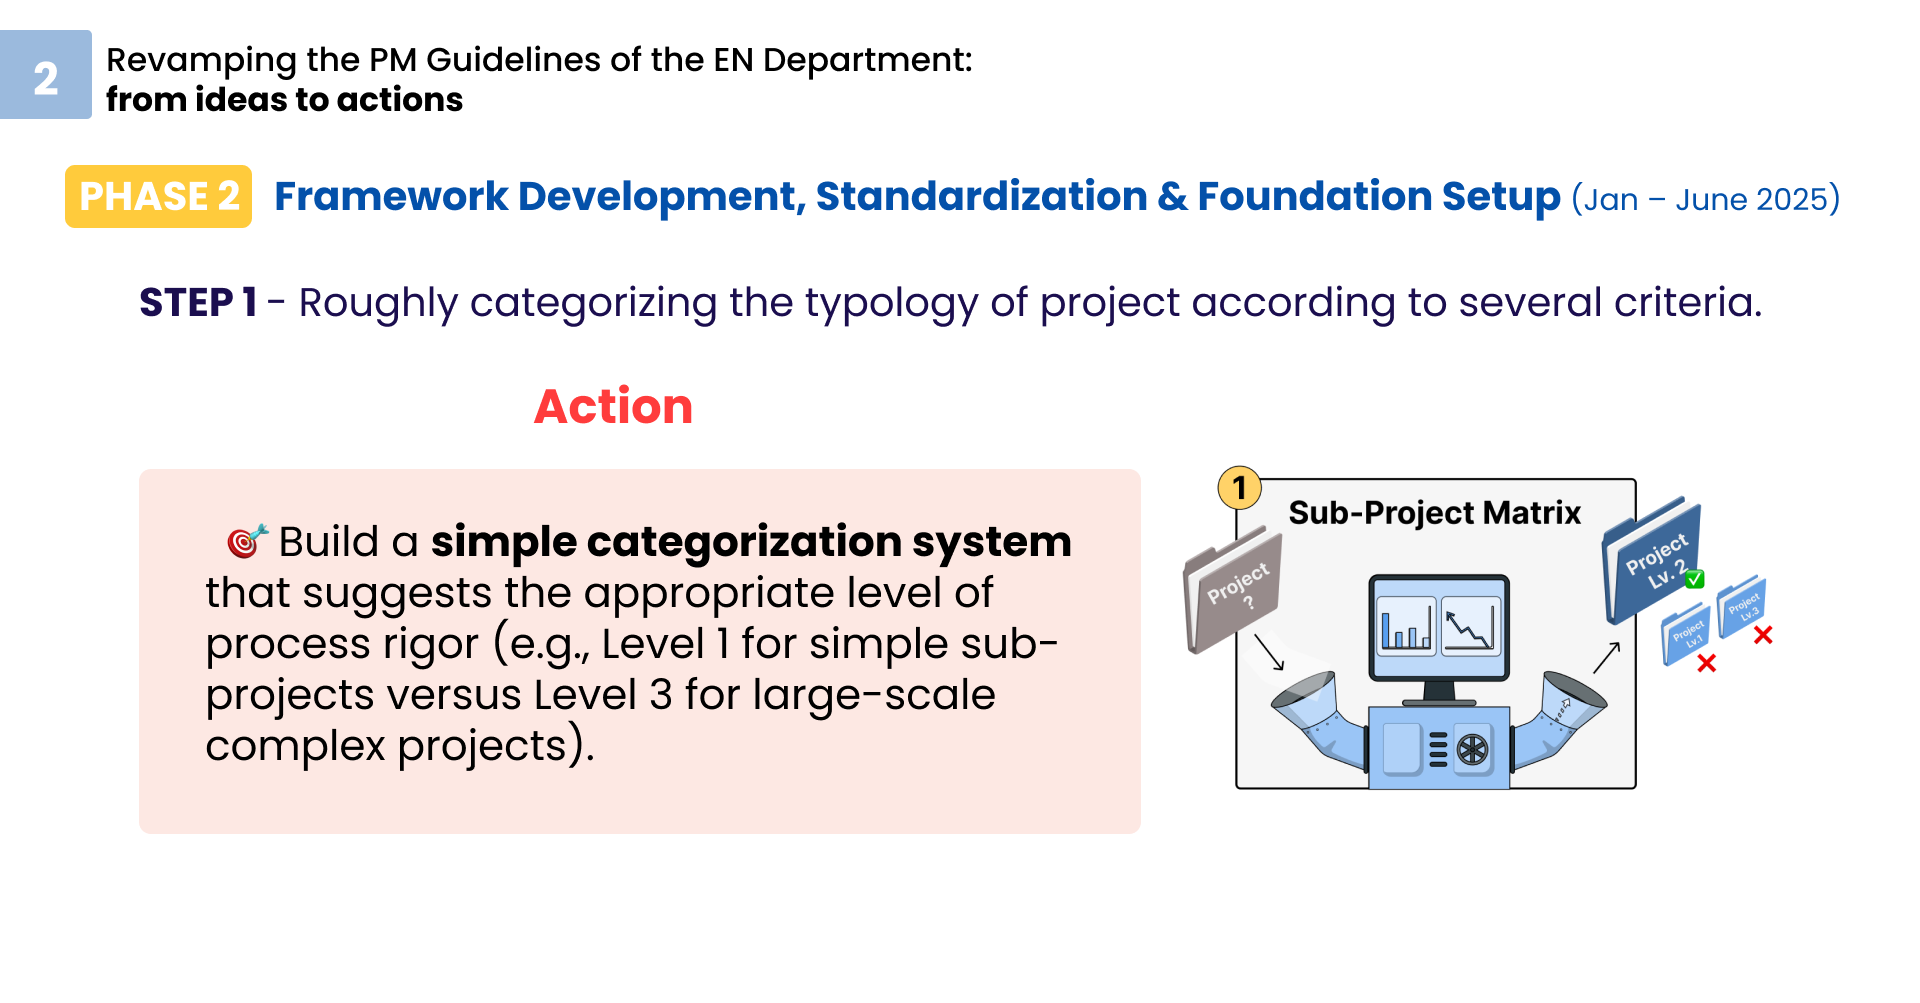 2
Revamping the PM Guidelines of the EN Department:
from ideas to actions
PHASE 2 Framework Development, Standardization & Foundation Setup (Jan – June 2025)
STEP 1 - Roughly categorizing the typology of project according to several criteria.
Action
🎯 Build a simple categorization system
that suggests the appropriate level of
process rigor (e.g., Level 1 for simple sub-
projects versus Level 3 for large-scale
complex projects).
1
Sub-Project Matrix
Project
?
Project
Lv. 2
Project
Lv.1
Project
Lv.3